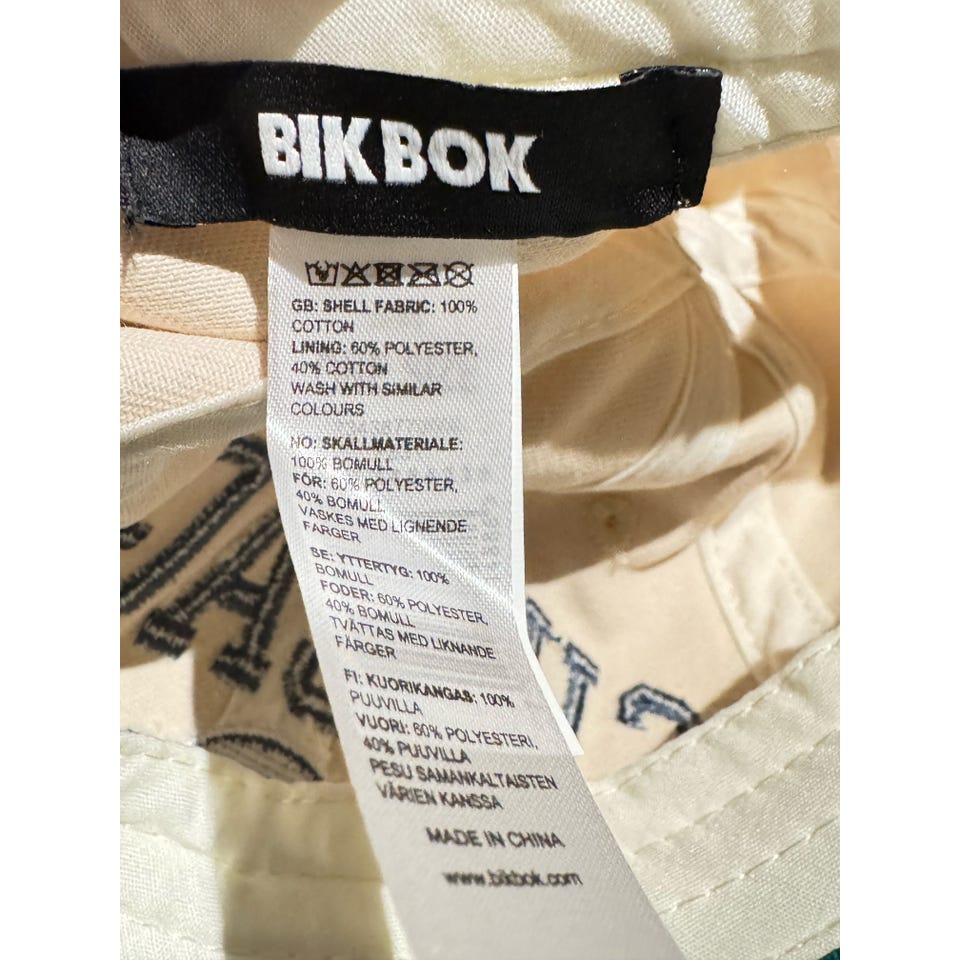 BIK BOK
GB: SHELL FABRIC: 100%
COTTON
LINING: 60% POLYESTER,
40% COTTON
WASH WITH SIMILAR
COLOURS
NO: SKALLMATERIALE:
100% BOMULL
FÔR: 60% POLYESTER,
40% BOMULL
VASKES MED LIGNENDE
FARGER
SE: YTTERTYG: 100%
BOMULL
FODER: 60% POLYESTER,
40% BOMULL
TVÄTTAS MED LIKNANDE
FÄRGER
FI: KUORIKANGAS: 100%
PUUVILLA
VUORI: 60% POLYESTERI,
40% PUUVILLA
PESU SAMANKALTAISTEN
VÄRIEN KANSSA
MADE IN CHINA
www.bikbok.com